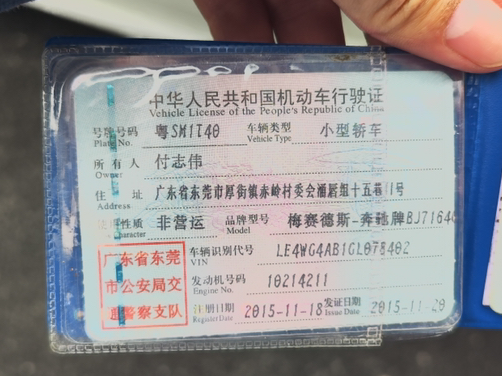 中华人民共和国机动车行驶证
Vehicle License of the People's Republic of China
号牌号码 粤SM1T40 车辆类型 小型轿车
Plate No. Vehicle Type
所有人 付志伟
Owner
住址 广东省东莞市厚街镇赤岭村委会涌唇组十五巷1号
Address
使用性质 非营运 品牌型号 梅赛德斯-奔驰牌BJ7164
Character Model
广东省东莞
市公安局交
通警察支队
车辆识别代号 LE4WG4AB1GL078402
VIN
发动机号码 10214211
Engine No.
注册日期 2015-11-18 发证日期 2015-11-20
Register Date Issue Date